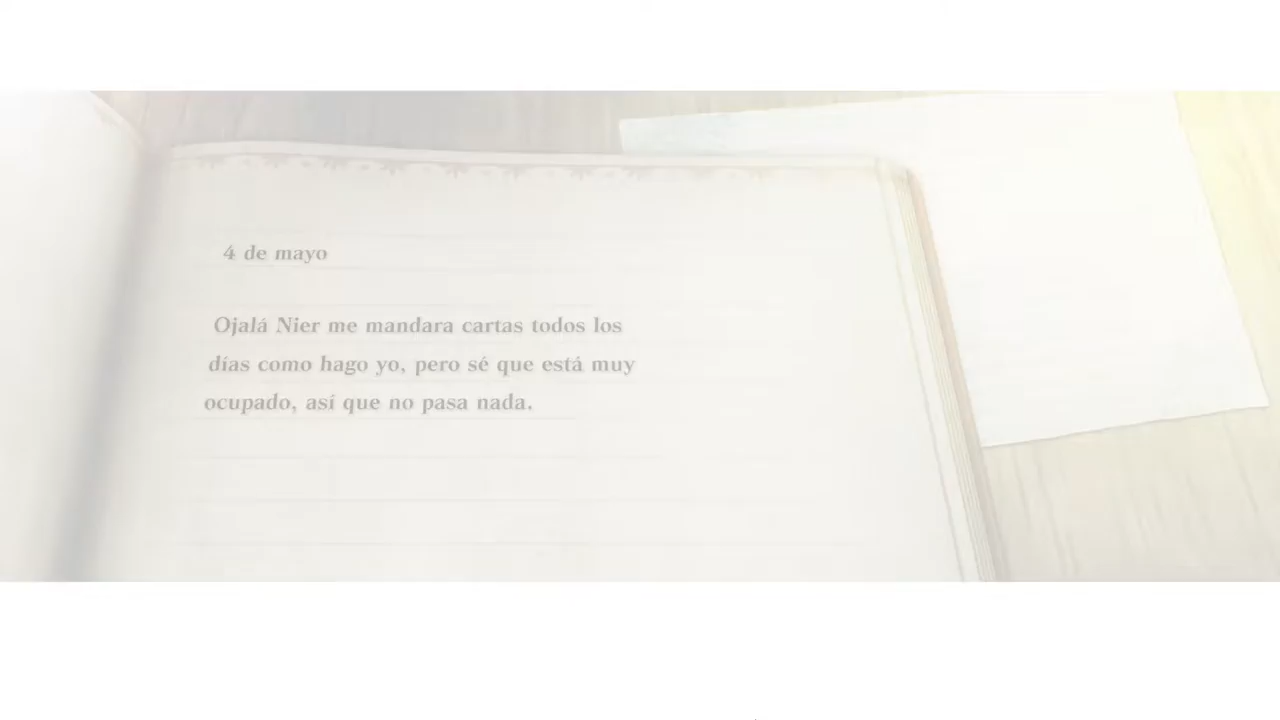 4 de mayo
Ojalá Nier me mandara cartas todos los
días como hago yo, pero sé que está muy
ocupado, así que no pasa nada.